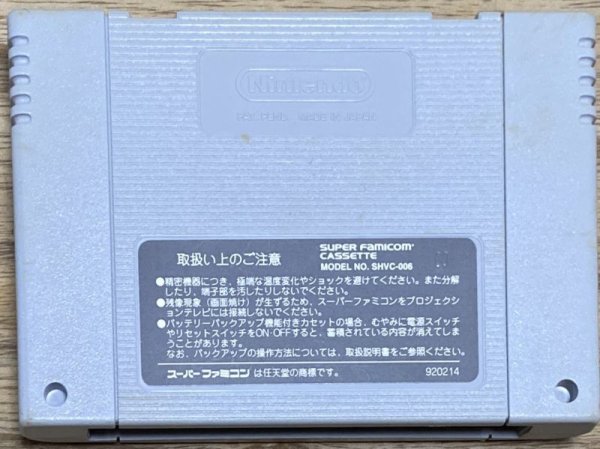 Nintendo
PAT. PEND. MADE IN JAPAN
取扱い上のご注意
SUPER FAMICOM
CASSETTE
MODEL NO. SHVC-006
●精密機器につき、極端な温度変化やショックを避けてください。また分解
したり、端子部を汚したりしないでください。
●残像現象（画面焼け）が生ずるため、スーパーファミコンをプロジェクシ
ョンテレビには接続しないでください。
●バッテリーバックアップ機能付きカセットの場合、むやみに電源スイッチ
やリセットスイッチをON・OFFすると、蓄積されている内容が消えてしま
うことがあります。
なお、バックアップの操作方法については、取扱説明書をご参照ください。
スーパーファミコン は任天堂の商標です。
920214